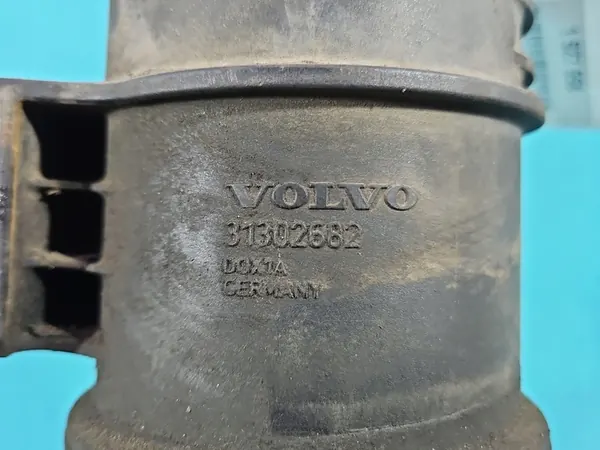 VOLVO
31302682
DOXTA
GERMANY